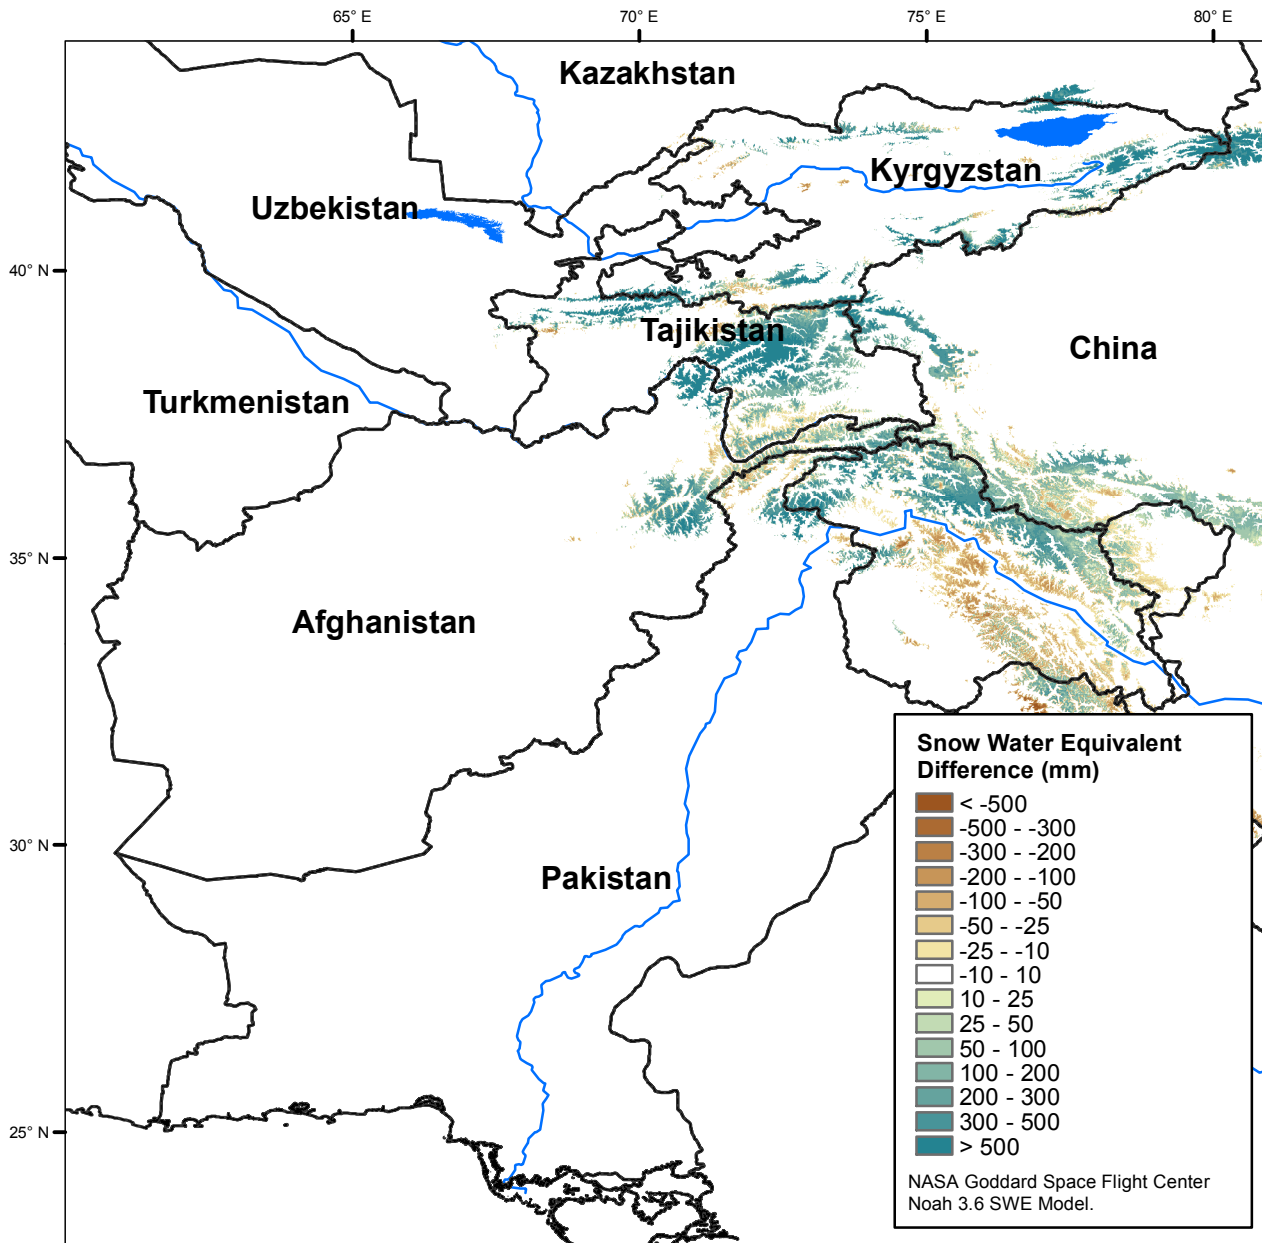 65° E
70° E
75° E
80° E
Kazakhstan
Kyrgyzstan
Uzbekistan
40° N
Tajikistan
China
Turkmenistan
35° N
Afghanistan
30° N
Pakistan
25° N
Snow Water Equivalent
Difference (mm)
< -500
-500 - -300
-300 - -200
-200 - -100
-100 - -50
-50 - -25
-25 - -10
-10 - 10
10 - 25
25 - 50
50 - 100
100 - 200
200 - 300
300 - 500
> 500
NASA Goddard Space Flight Center
Noah 3.6 SWE Model.